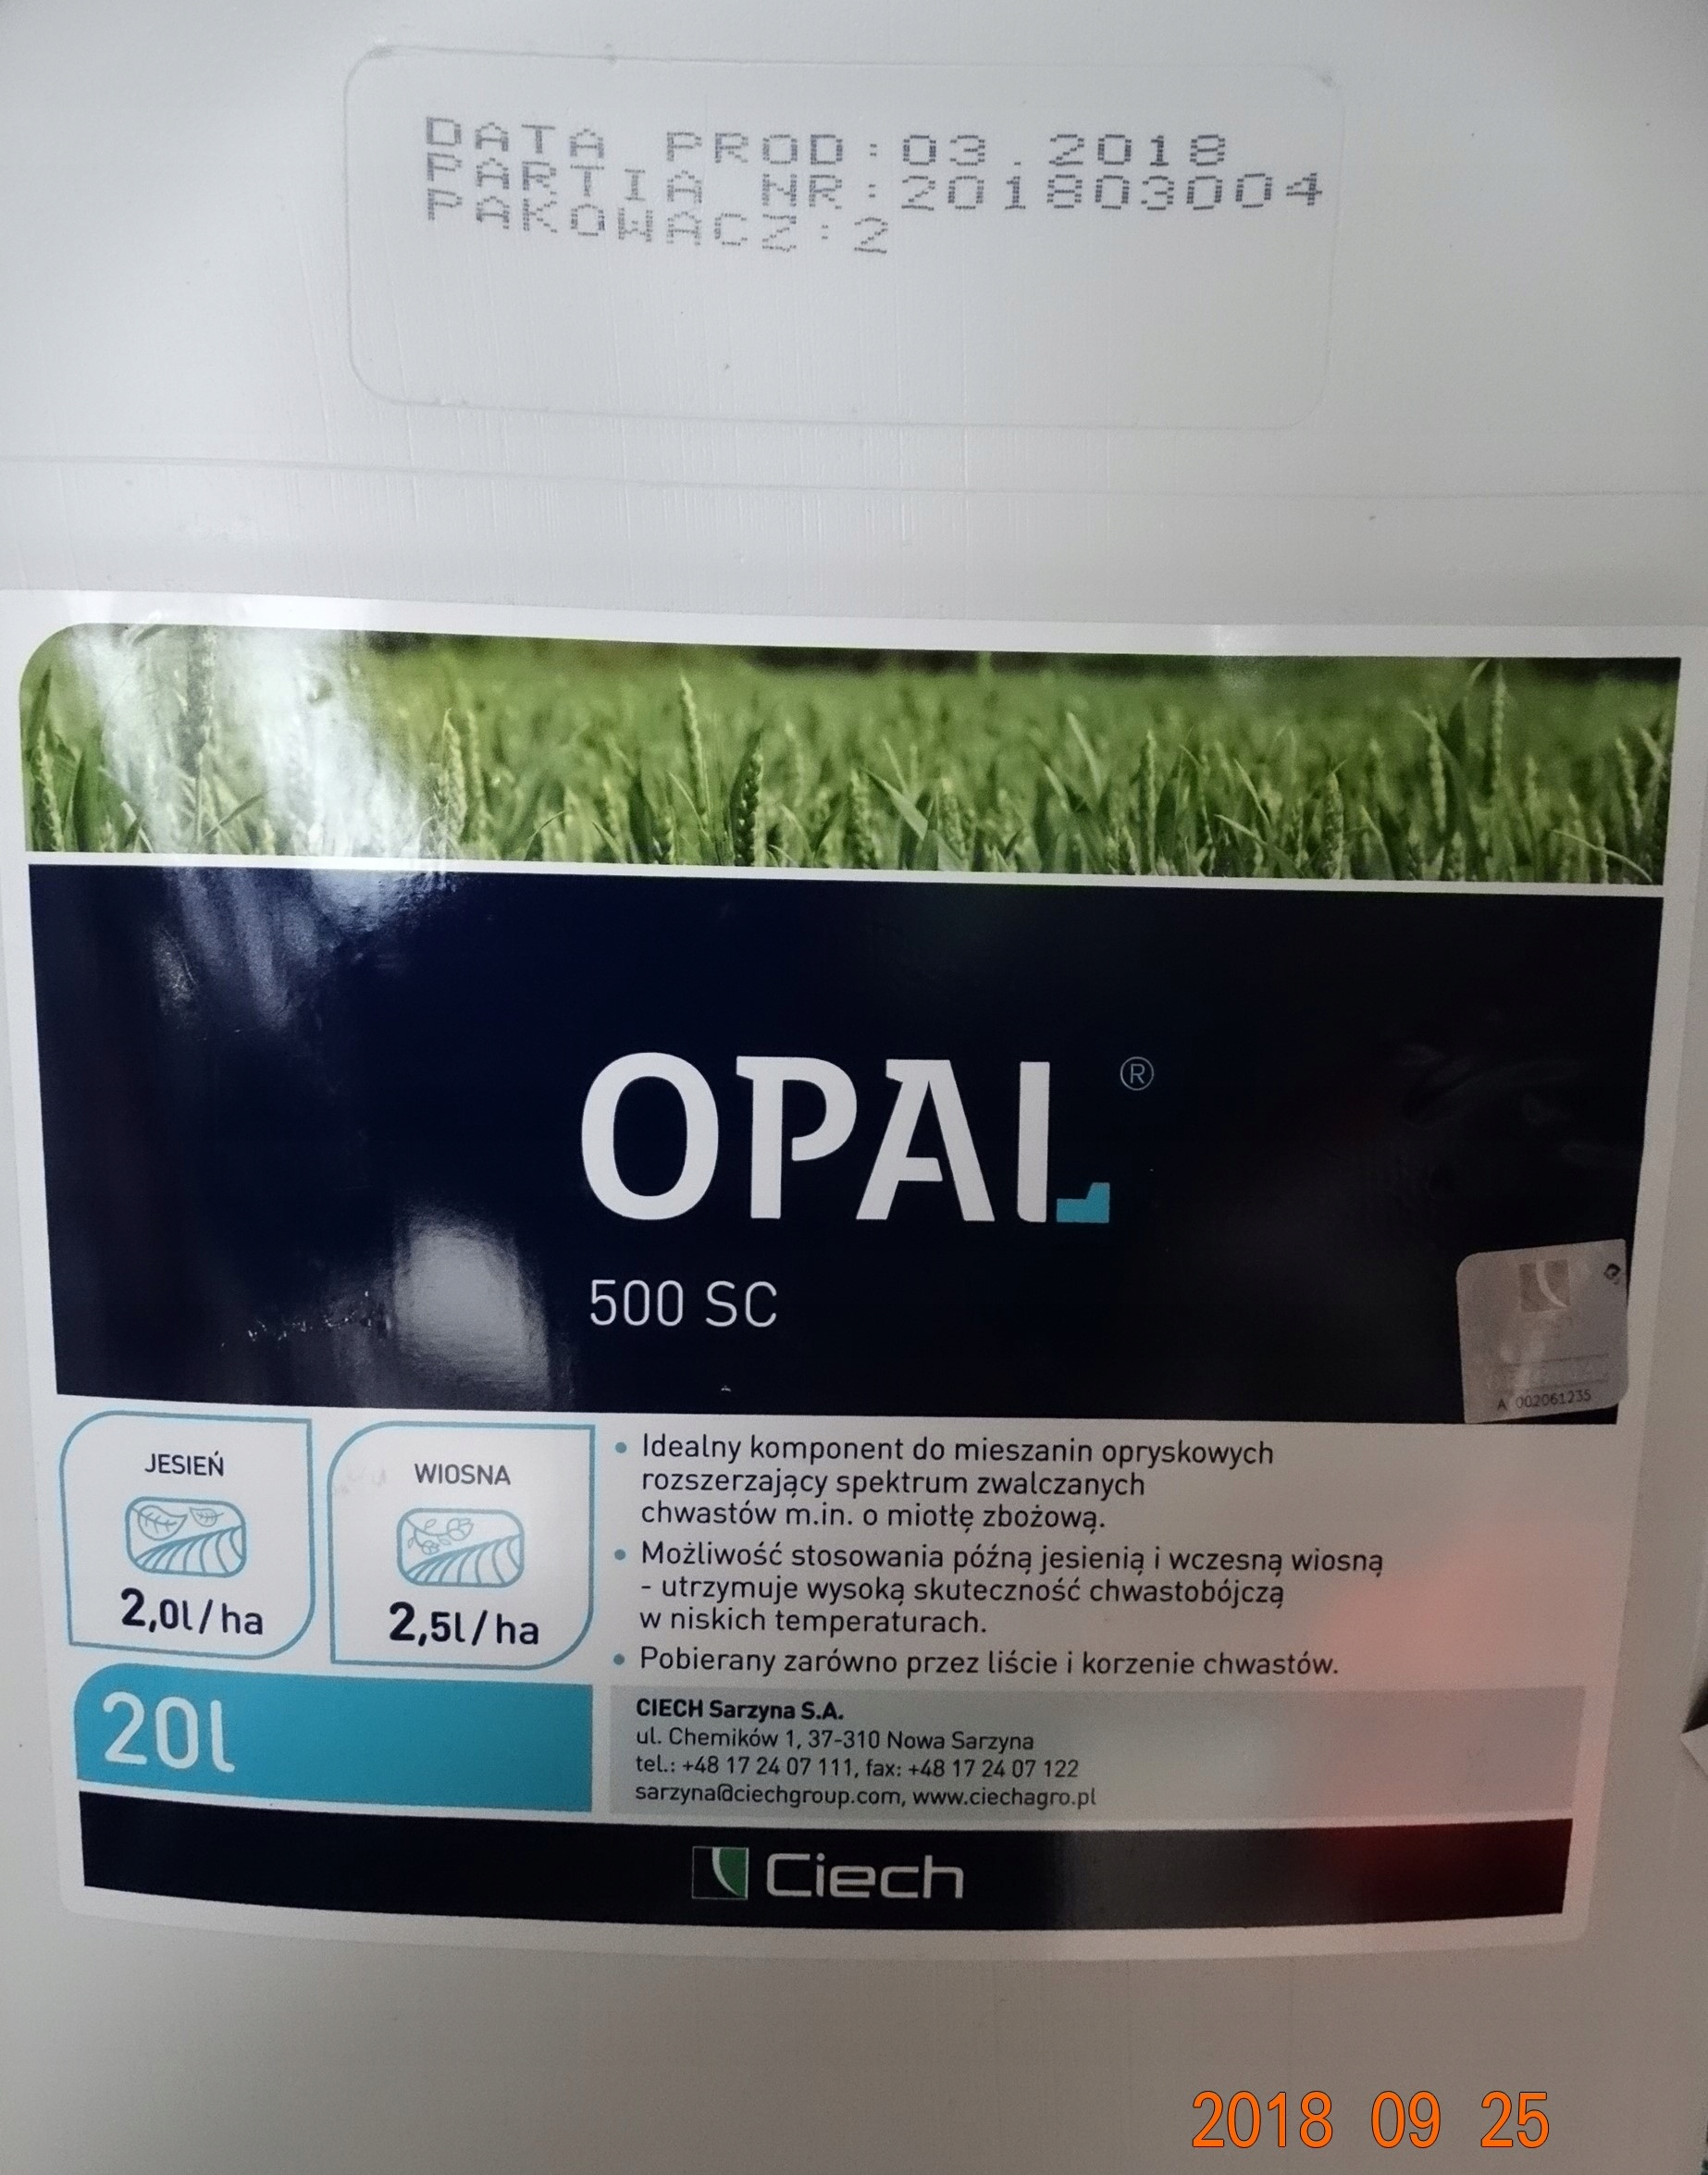 DATA PROD:03.2018
PARTIA NR:201803004
PAKOWACZ:2
OPAL®
500 SC
A 002061235
JESIEŃ
2,0l/ha
WIOSNA
2,5l/ha
• Idealny komponent do mieszanin opryskowych
rozszerzający spektrum zwalczanych
chwastów m.in. o miotłę zbożową.
• Możliwość stosowania późną jesienią i wczesną wiosną
- utrzymuje wysoką skuteczność chwastobójczą
w niskich temperaturach.
• Pobierany zarówno przez liście i korzenie chwastów.
20l
CIECH Sarzyna S.A.
ul. Chemików 1, 37-310 Nowa Sarzyna
tel.: +48 17 24 07 111, fax: +48 17 24 07 122
sarzyna@ciechgroup.com, www.ciechagro.pl
Ciech
2018 09 25